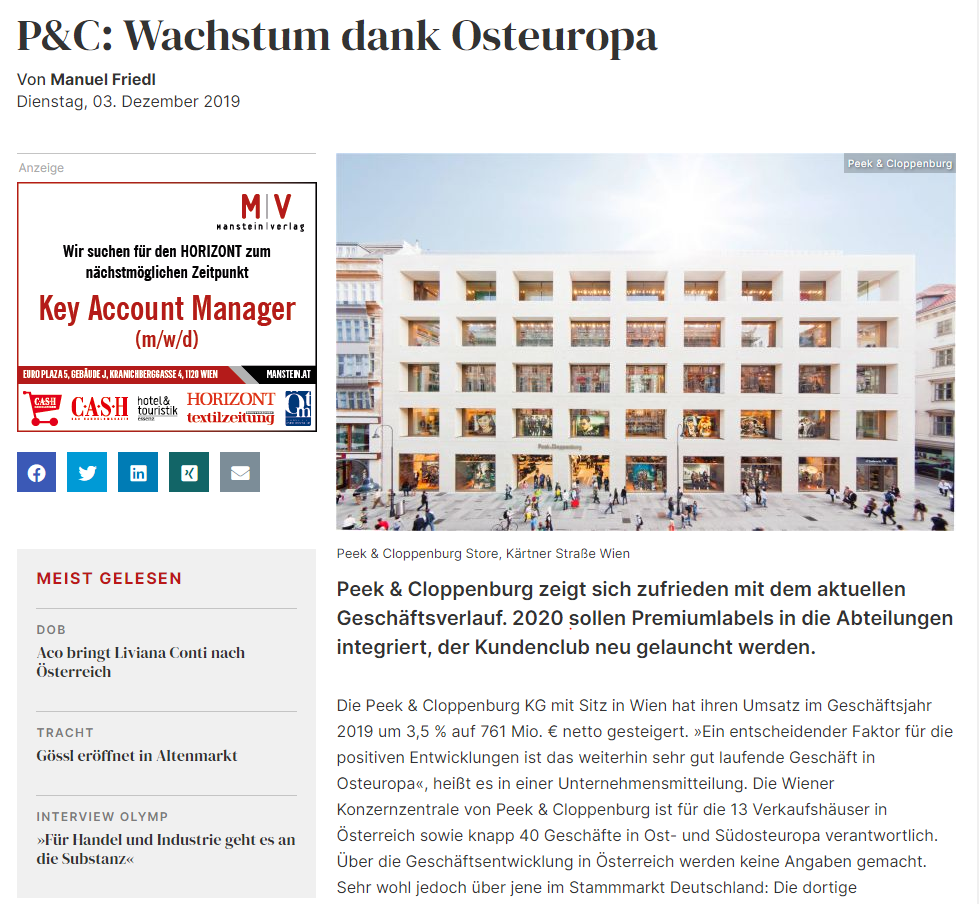 P&C: Wachstum dank Osteuropa
Von Manuel Friedl
Dienstag, 03. Dezember 2019
Anzeige
M|V
manstein|verlag
Wir suchen für den HORIZONT zum
nächstmöglichen Zeitpunkt
Key Account Manager
(m/w/d)
EURO PLAZA 5, GEBÄUDE J, KRANICHBERGGASSE 4, 1120 WIEN
MANSTEIN.AT
CASH
CASH
hotel&
touristik
HORIZONT
textilzeitung
MEIST GELESEN
DOB
Aco bringt Liviana Conti nach
Österreich
TRACHT
Gössl eröffnet in Altenmarkt
INTERVIEW OLYMP
»Für Handel und Industrie geht es an
die Substanz«
Peek & Cloppenburg
Peek & Cloppenburg
Peek & Cloppenburg Store, Kärtner Straße Wien
Peek & Cloppenburg zeigt sich zufrieden mit dem aktuellen
Geschäftsverlauf. 2020 sollen Premiumlabels in die Abteilungen
integriert, der Kundenclub neu gelauncht werden.
Die Peek & Cloppenburg KG mit Sitz in Wien hat ihren Umsatz im Geschäftsjahr
2019 um 3,5 % auf 761 Mio. € netto gesteigert. »Ein entscheidender Faktor für die
positiven Entwicklungen ist das weiterhin sehr gut laufende Geschäft in
Osteuropa«, heißt es in einer Unternehmensmitteilung. Die Wiener
Konzernzentrale von Peek & Cloppenburg ist für die 13 Verkaufshäuser in
Österreich sowie knapp 40 Geschäfte in Ost- und Südosteuropa verantwortlich.
Über die Geschäftsentwicklung in Österreich werden keine Angaben gemacht.
Sehr wohl jedoch über jene im Stammmarkt Deutschland: Die dortige